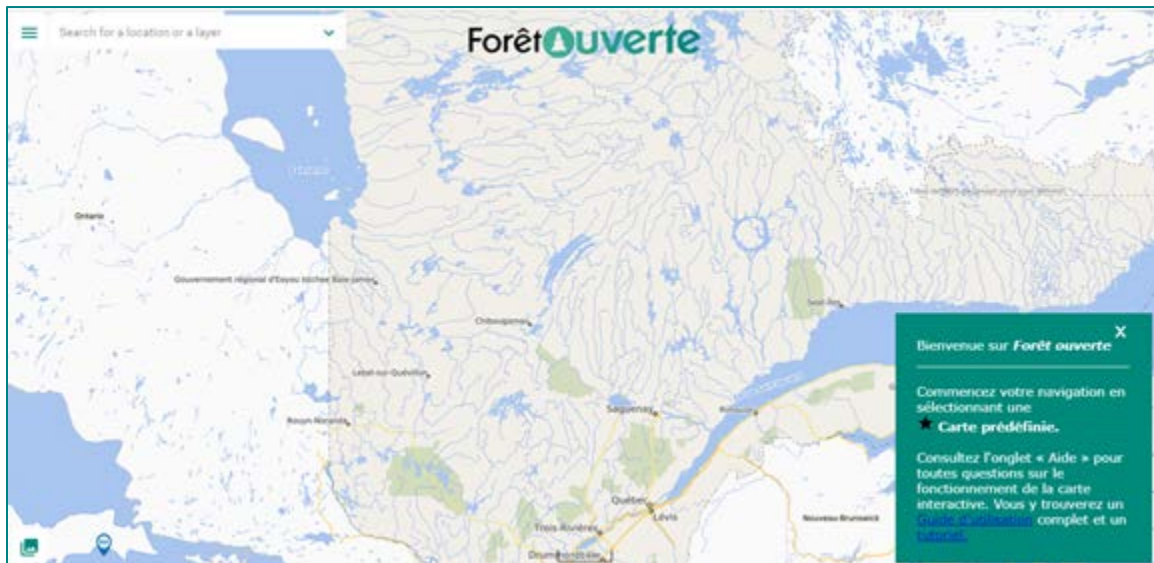 Search for a location or a layer
Forêt Ouverte
Ontario
Gouvernement régional d'Eeyou Istchee Baie-James
Chibougamau
Sept-Îles
Lebel-sur-Quévillon
Rouyn-Noranda
Saguenay
Rimouski
Québec
Lévis
Trois-Rivières
Drummondville
Nouveau-Brunswick
X
Bienvenue sur Forêt ouverte
Commencez votre navigation en
sélectionnant une
★ Carte prédéfinie.
Consultez l'onglet « Aide » pour
toutes questions sur le
fonctionnement de la carte
interactive. Vous y trouverez un
Guide d'utilisation complet et un
tutoriel.